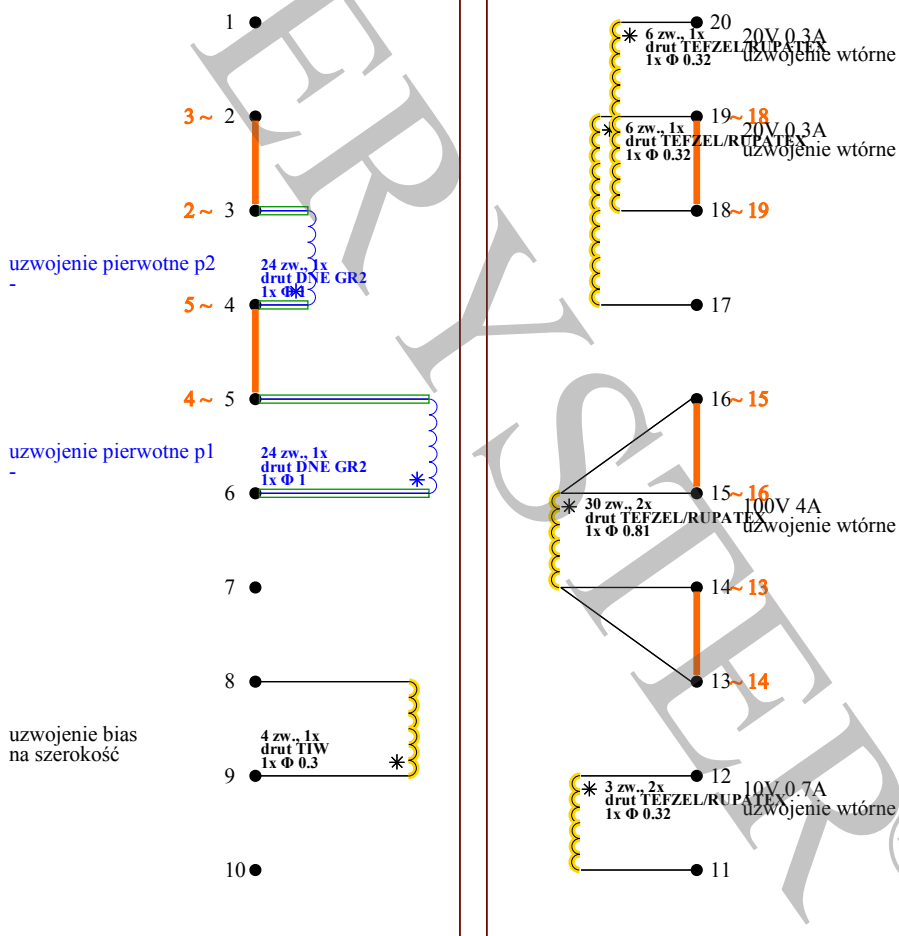 1
20
6 zw., 1x
drut TEFZEL/RUPATEX
1x Φ 0.32
20V 0.3A
uzwojenie wtórne
3 ~ 2
19 ~ 18
6 zw., 1x
drut TEFZEL/RUPATEX
1x Φ 0.32
20V 0.3A
uzwojenie wtórne
2 ~ 3
18 ~ 19
uzwojenie pierwotne p2
-
24 zw., 1x
drut DNE GR2
1x Φ 1
5 ~ 4
17
4 ~ 5
16 ~ 15
uzwojenie pierwotne p1
-
24 zw., 1x
drut DNE GR2
1x Φ 1
6
15 ~ 16
30 zw., 2x
drut TEFZEL/RUPATEX
1x Φ 0.81
100V 4A
uzwojenie wtórne
7
14 ~ 13
8
13 ~ 14
uzwojenie bias
na szerokość
4 zw., 1x
drut TIW
1x Φ 0.3
9
12
3 zw., 2x
drut TEFZEL/RUPATEX
1x Φ 0.32
10V 0.7A
uzwojenie wtórne
10
11
ERYSTER®